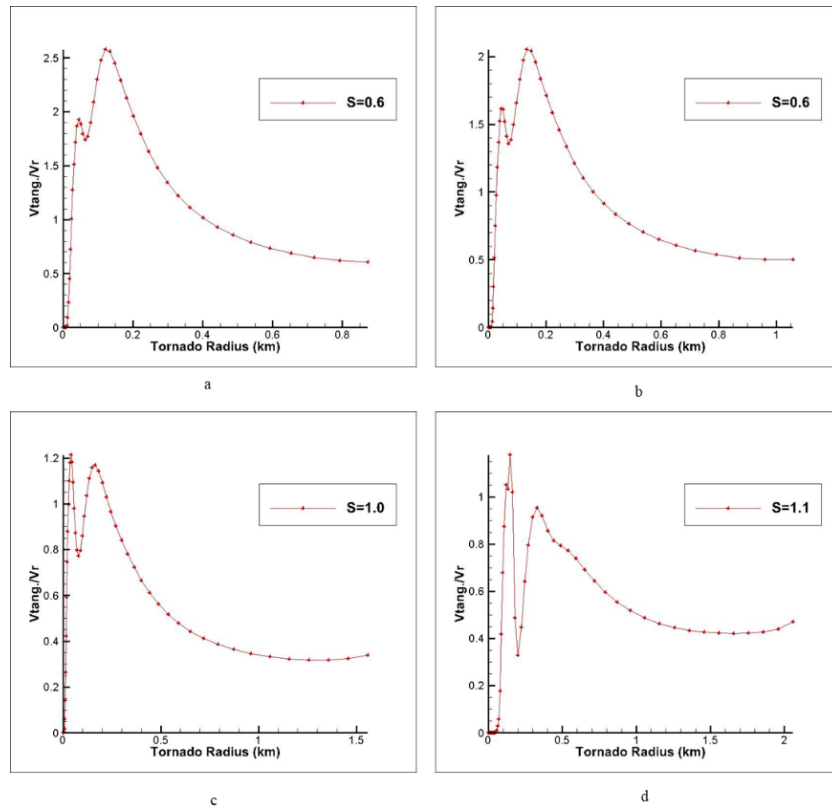 2.5
2
1.5
1
0.5
0
Vtang./Vr
S=0.6
0 0.2 0.4 0.6 0.8
Tornado Radius (km)
a
2
1.5
1
0.5
0
Vtang./Vr
S=0.6
0 0.2 0.4 0.6 0.8 1
Tornado Radius (km)
b
1.2
1
0.8
0.6
0.4
0.2
0
Vtang./Vr
S=1.0
0 0.5 1 1.5
Tornado Radius (km)
c
1
0.8
0.6
0.4
0.2
0
Vtang./Vr
S=1.1
0 0.5 1 1.5 2
Tornado Radius (km)
d